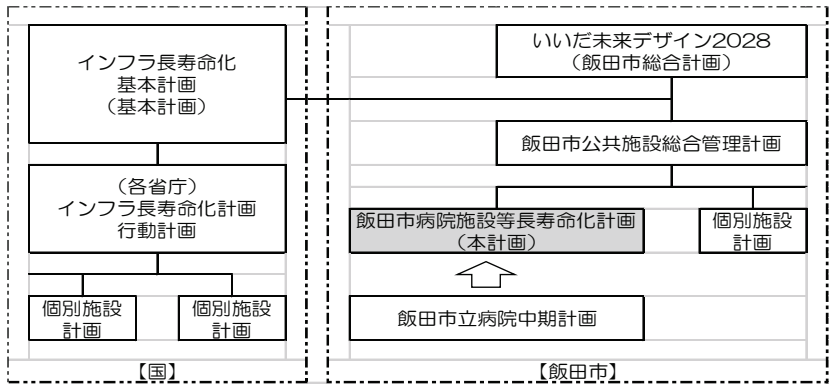 インフラ長寿命化
基本計画
（基本計画）
（各省庁）
インフラ長寿命化計画
行動計画
個別施設
計画
個別施設
計画
【国】
いいだ未来デザイン2028
（飯田市総合計画）
飯田市公共施設総合管理計画
飯田市病院施設等長寿命化計画
（本計画）
個別施設
計画
飯田市立病院中期計画
【飯田市】